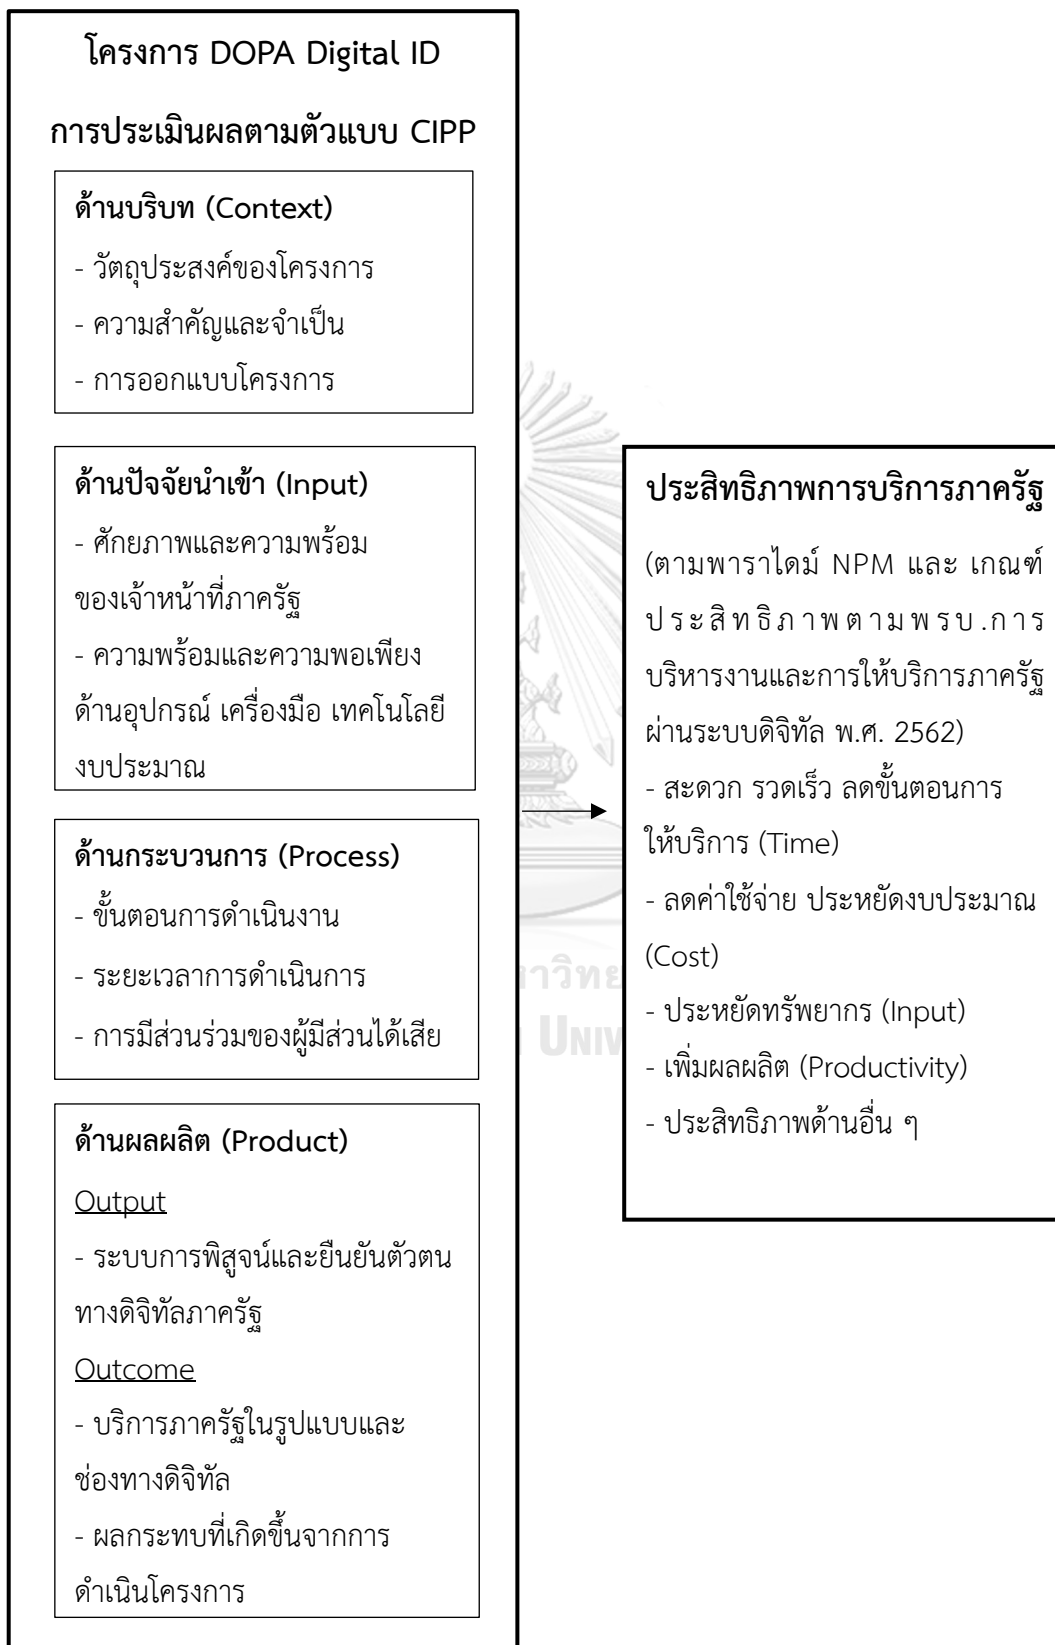 โครงการ DOPA Digital ID
การประเมินผลตามตัวแบบ CIPP
ด้านบริบท (Context)
- วัตถุประสงค์ของโครงการ
- ความสำคัญและจำเป็น
- การออกแบบโครงการ
ด้านปัจจัยนำเข้า (Input)
- ศักยภาพและความพร้อม
ของเจ้าหน้าที่ภาครัฐ
- ความพร้อมและความพอเพียง
ด้านอุปกรณ์ เครื่องมือ เทคโนโลยี
งบประมาณ
ด้านกระบวนการ (Process)
- ขั้นตอนการดำเนินงาน
- ระยะเวลาการดำเนินการ
- การมีส่วนร่วมของผู้มีส่วนได้เสีย
ด้านผลผลิต (Product)
Output
- ระบบการพิสูจน์และยืนยันตัวตน
ทางดิจิทัลภาครัฐ
Outcome
- บริการภาครัฐในรูปแบบและ
ช่องทางดิจิทัล
- ผลกระทบที่เกิดขึ้นจากการ
ดำเนินโครงการ
ประสิทธิภาพการบริการภาครัฐ
(ตามพาราไดม์ NPM และ เกณฑ์
ประสิทธิภาพตามพรบ.การ
บริหารงานและการให้บริการภาครัฐ
ผ่านระบบดิจิทัล พ.ศ. 2562)
- สะดวก รวดเร็ว ลดขั้นตอนการ
ให้บริการ (Time)
- ลดค่าใช้จ่าย ประหยัดงบประมาณ
(Cost)
- ประหยัดทรัพยากร (Input)
- เพิ่มผลผลิต (Productivity)
- ประสิทธิภาพด้านอื่น ๆ